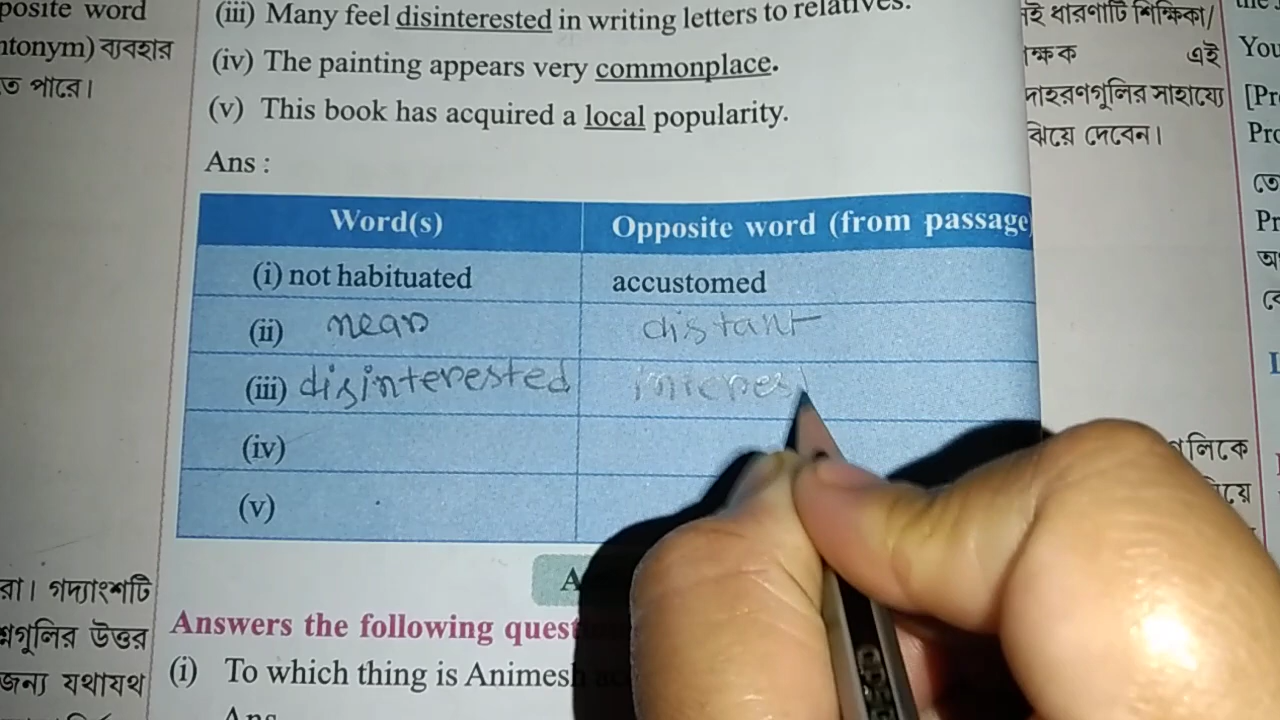 posite word
ntonym) ব্যবহার
ত পারে।
(iii) Many feel disinterested in writing letters to relatives.
(iv) The painting appears very commonplace.
(v) This book has acquired a local popularity.
Ans :
Word(s) Opposite word (from passage)
(i) not habituated accustomed
(ii) near distant
(iii) disinterested interes
(iv)
(v)
Answers the following quest
(i) To which thing is Animesh
Ans
রা। গদ্যাংশটি
শ্নগুলির উত্তর
জন্য যথাযথ
ই ধারণাটি শিক্ষিকা/
ক্ষক এই
দাহরণগুলির সাহায্যে
ঝিয়ে দেবেন।
লিকে
You
[Pr
Pro
তে
Pr